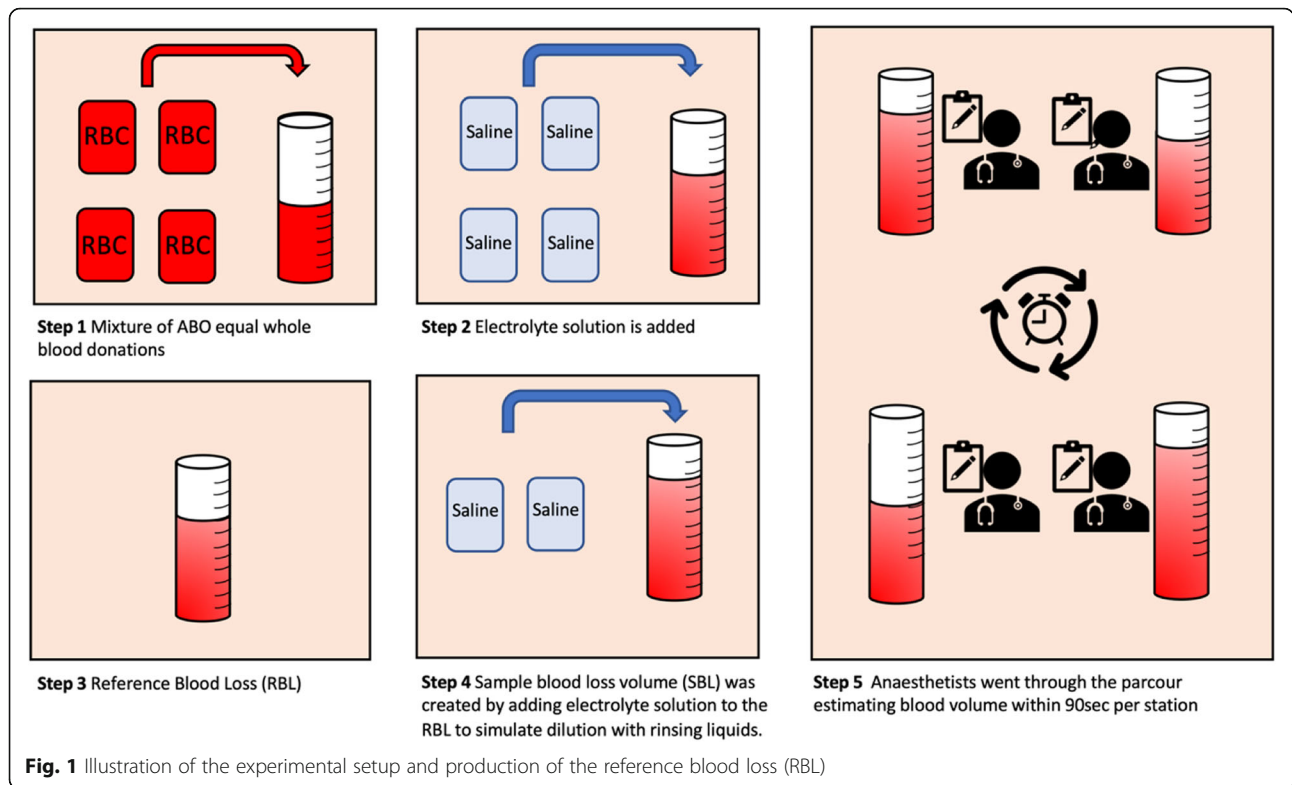 RBC RBC
RBC RBC
Step 1 Mixture of ABO equal whole
blood donations
Saline Saline
Saline Saline
Step 2 Electrolyte solution is added
Step 3 Reference Blood Loss (RBL)
Saline Saline
Step 4 Sample blood loss volume (SBL) was
created by adding electrolyte solution to the
RBL to simulate dilution with rinsing liquids.
Step 5 Anaesthetists went through the parcour
estimating blood volume within 90sec per station
Fig. 1 Illustration of the experimental setup and production of the reference blood loss (RBL)